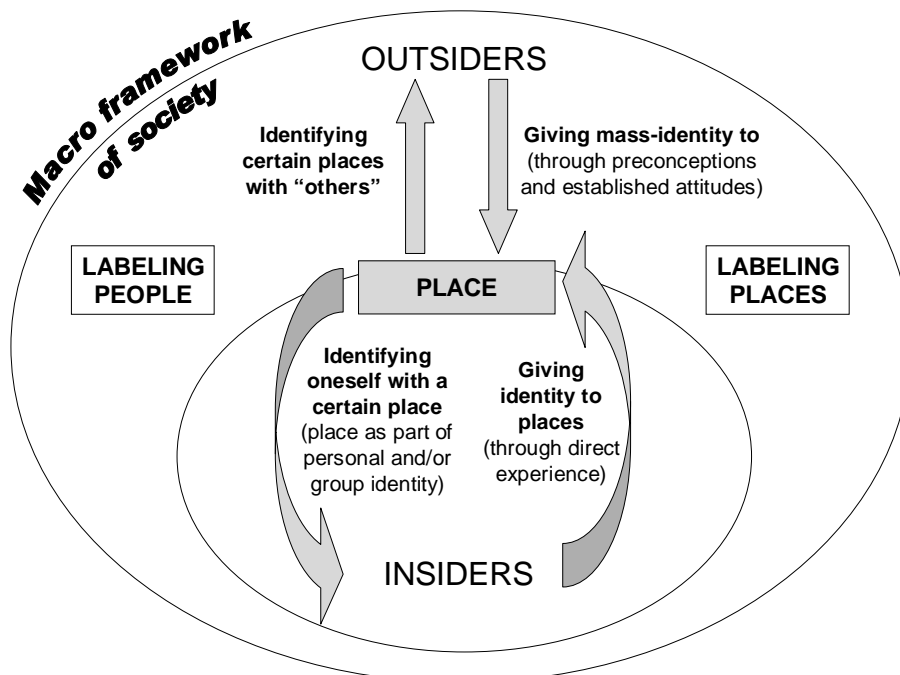 Macro framework
of society
OUTSIDERS
Identifying
certain places
with “others”
Giving mass-identity to
(through preconceptions
and established attitudes)
LABELING
PEOPLE
PLACE
LABELING
PLACES
Identifying
oneself with a
certain place
(place as part of
personal and/or
group identity)
Giving
identity to
places
(through direct
experience)
INSIDERS